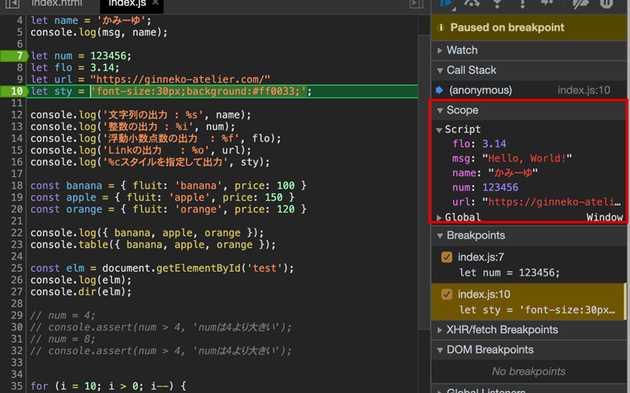 index.html
index.js
4 let name = 'かみーゆ';
5 console.log(msg, name);
6
7 let num = 123456;
8 let flo = 3.14;
9 let url = "https://ginneko-atelier.com/"
10 let sty = 'font-size:30px;background:#ff0033;';
11
12 console.log('文字列の出力 : %s', name);
13 console.log('整数の出力 : %i', num);
14 console.log('浮動小数点数の出力 : %f', flo);
15 console.log('Linkの出力 : %o', url);
16 console.log('%cスタイルを指定して出力', sty);
17
18 const banana = { fluit: 'banana', price: 100 }
19 const apple = { fluit: 'apple', price: 150 }
20 const orange = { fluit: 'orange', price: 120 }
21
22 console.log({ banana, apple, orange });
23 console.table({ banana, apple, orange });
24
25 const elm = document.getElementById('test');
26 console.log(elm);
27 console.dir(elm);
28
29 // num = 4;
30 // console.assert(num > 4, 'numは4より大きい');
31 // num = 8;
32 // console.assert(num > 4, 'numは4より大きい');
33
34
35 for (i = 10; i > 0; i--) {
Paused on breakpoint
Watch
Call Stack
(anonymous) index.js:10
Scope
Script
flo: 3.14
msg: "Hello, World!"
name: "かみーゆ"
num: 123456
url: "https://ginneko-ateli…
Global Window
Breakpoints
index.js:7
let num = 123456;
index.js:10
let sty = 'font-size:30px…
XHR/fetch Breakpoints
DOM Breakpoints
No breakpoints
Global Listeners